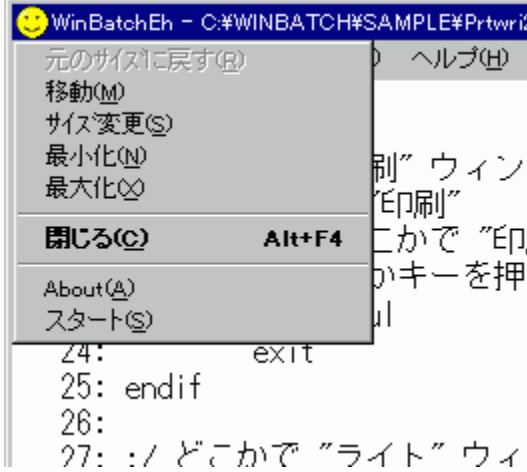 WinBatchEh - C:¥WINBATCH¥SAMPLE¥Prtwri
元のサイズに戻す(R)
ヘルプ(H)
移動(M)
サイズ変更(S)
最小化(N)
刷" ウィン
最大化(X)
"印刷"
閉じる(C) Alt+F4
こかで "印
About(A)
キーを押
スタート(S)
24: exit
25: endif
26:
27: :/ どこかで "ライト" ウィ